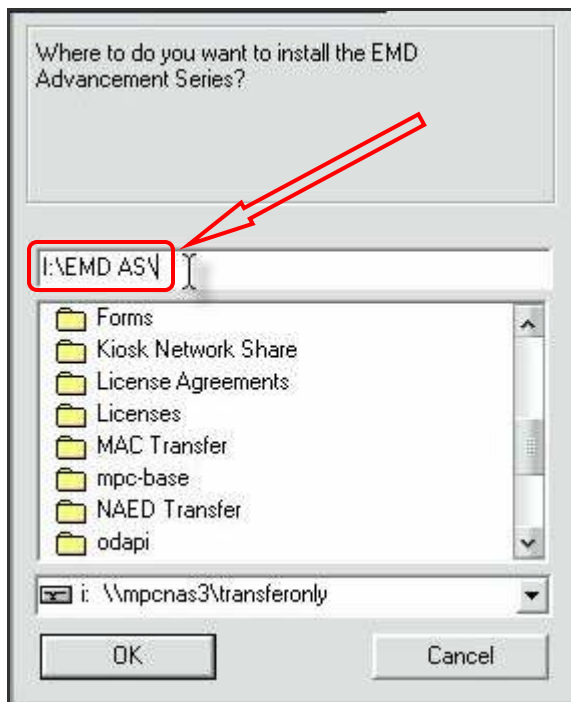 Where to do you want to install the EMD
Advancement Series?
I:\EMD AS\
Forms
Kiosk Network Share
License Agreements
Licenses
MAC Transfer
mpc-base
NAED Transfer
odapi
i: \\mpcnas3\transferonly
OK
Cancel